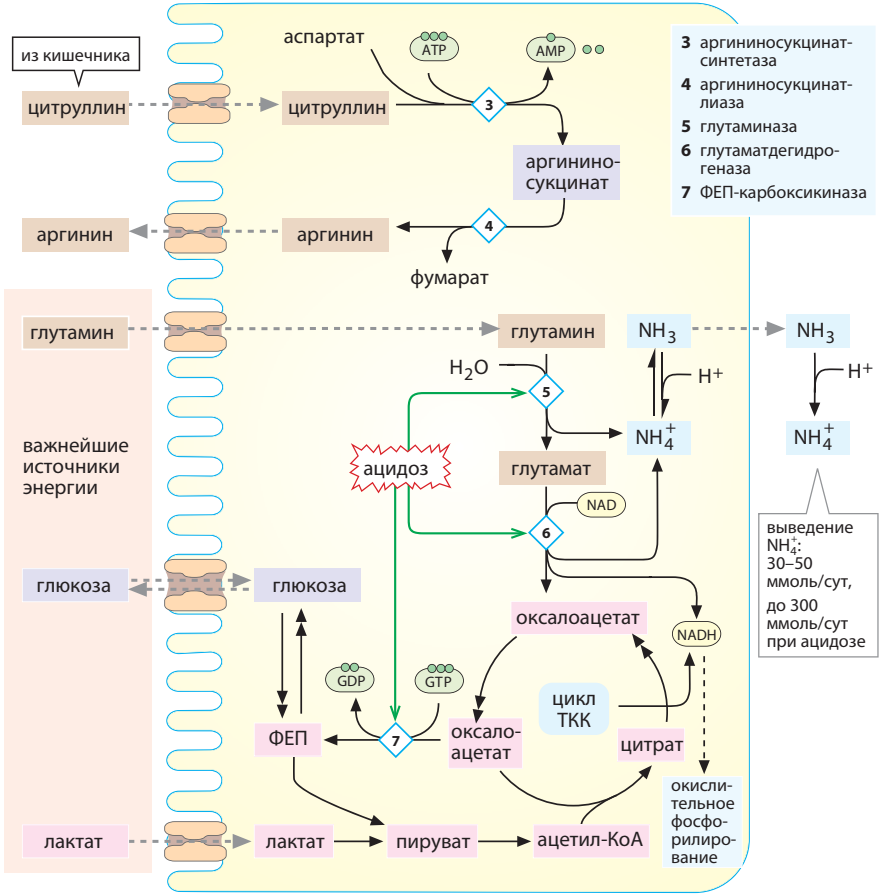 аспартат
ATP
AMP
из кишечника
цитруллин
цитруллин
3
аргинино-
сукцинат
3 аргининосукцинат-
синтетаза
4 аргининосукцинат-
лиаза
5 глутаминаза
6 глутаматдегидро-
геназа
7 ФЕП-карбоксикиназа
аргинин
аргинин
4
фумарат
глутамин
глутамин
NH₃
NH₃
H₂O
5
H⁺
H⁺
NH₄⁺
NH₄⁺
важнейшие
источники
энергии
ацидоз
глутамат
NAD
6
выведение
NH₄⁺:
30–50
ммоль/сут,
до 300
ммоль/сут
при ацидозе
глюкоза
глюкоза
оксалоацетат
NADH
GDP
GTP
цикл
ТКК
ФЕП
7
оксало-
ацетат
цитрат
окисли-
тельное
фосфо-
рилиро-
вание
лактат
лактат
пируват
ацетил-КоА